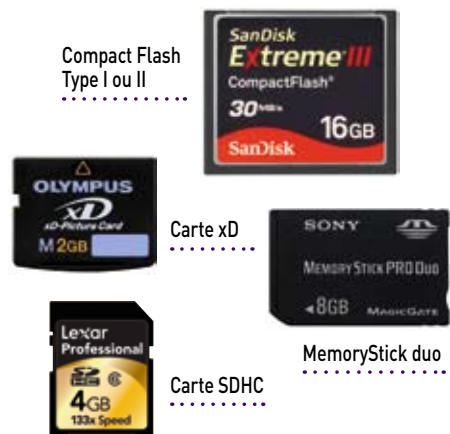 Compact Flash
Type I ou II
SanDisk
Extreme III
CompactFlash®
30MB/s
16GB
SanDisk
OLYMPUS
xD
xD-Picture Card
M 2GB
Carte xD
SONY
MEMORY STICK PRO DUO
◄8GB MAGICGATE
MemoryStick duo
Lexar
Professional
4GB
133x Speed
Carte SDHC